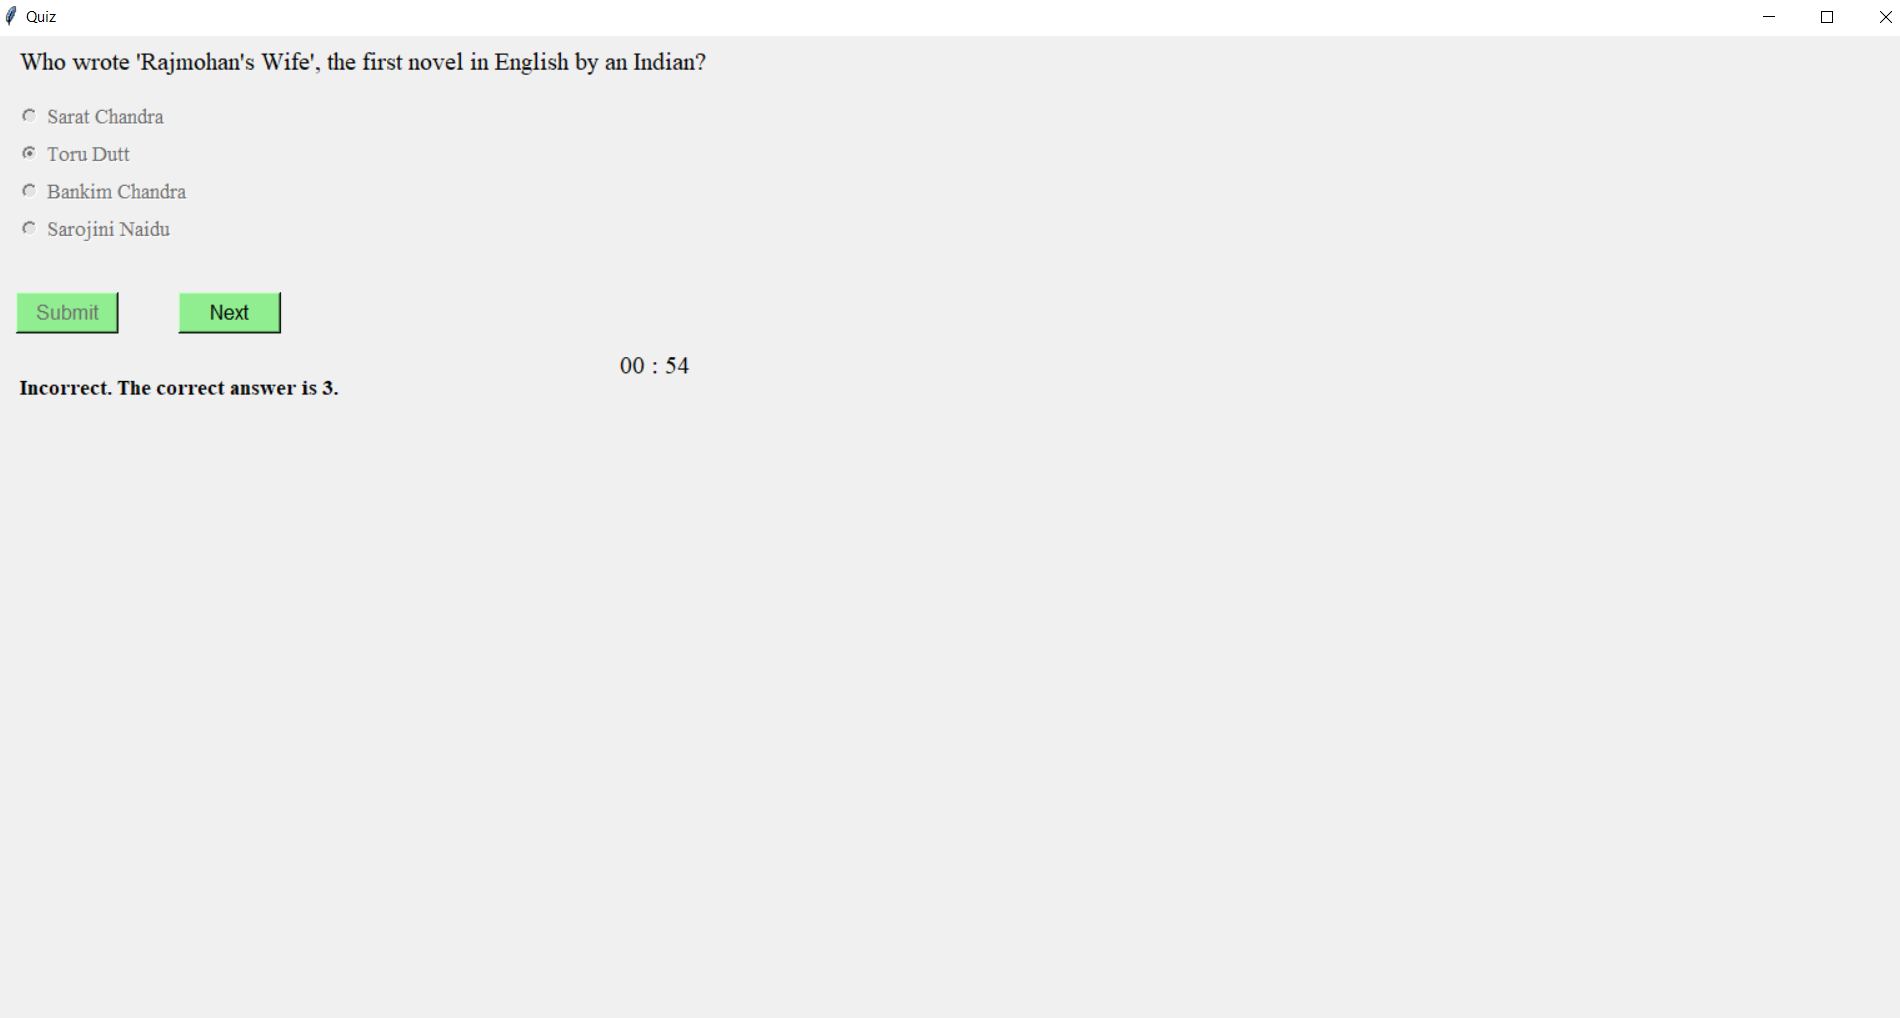 Quiz
Who wrote 'Rajmohan's Wife', the first novel in English by an Indian?
Sarat Chandra
Toru Dutt
Bankim Chandra
Sarojini Naidu
Submit Next
00 : 54
Incorrect. The correct answer is 3.